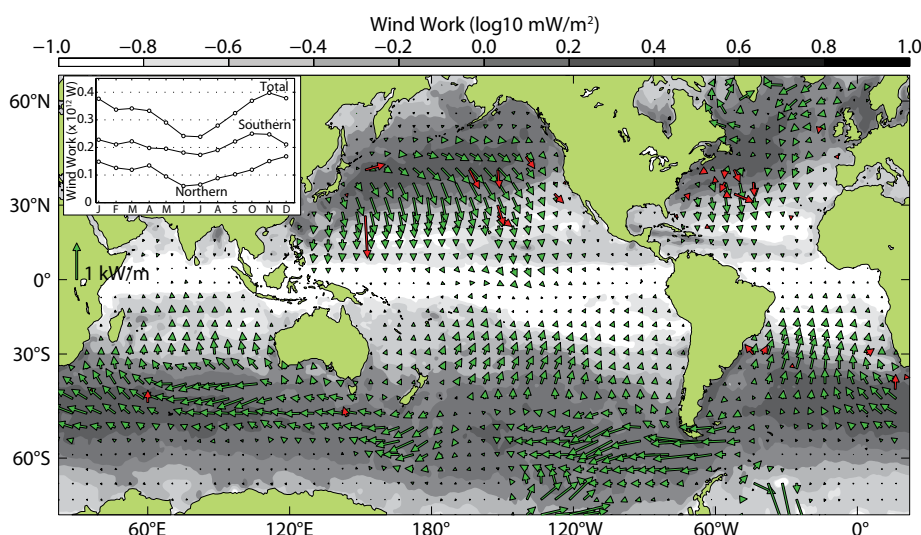 Wind Work (log10 mW/m²)
−1.0 −0.8 −0.6 −0.4 −0.2 0.0 0.2 0.4 0.6 0.8 1.0
60°N
30°N
0°
30°S
60°S
Wind Work (x 10¹² W)
0.4
0.3
0.2
0.1
0
Total
Southern
Northern
J F M A M J J A S O N D
1 kW/m
60°E 120°E 180°W 120°W 60°W 0°